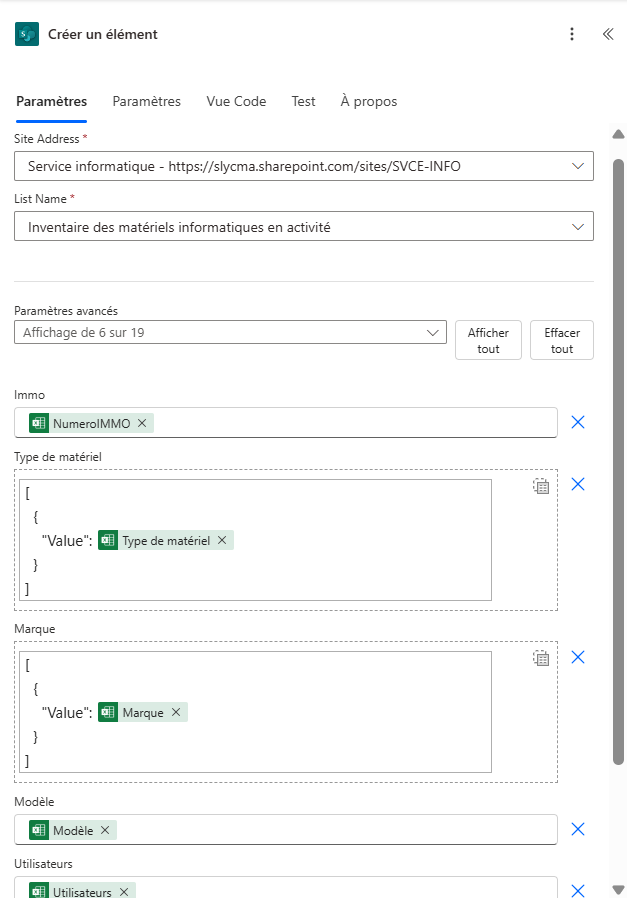 Créer un élément
Paramètres Paramètres Vue Code Test À propos
Site Address *
Service informatique - https://slycma.sharepoint.com/sites/SVCE-INFO
List Name *
Inventaire des matériels informatiques en activité
Paramètres avancés
Affichage de 6 sur 19
Afficher tout
Effacer tout
Immo
NumeroIMMO
Type de matériel
[
{
"Value": Type de matériel
}
]
Marque
[
{
"Value": Marque
}
]
Modèle
Modèle
Utilisateurs
Utilisateurs